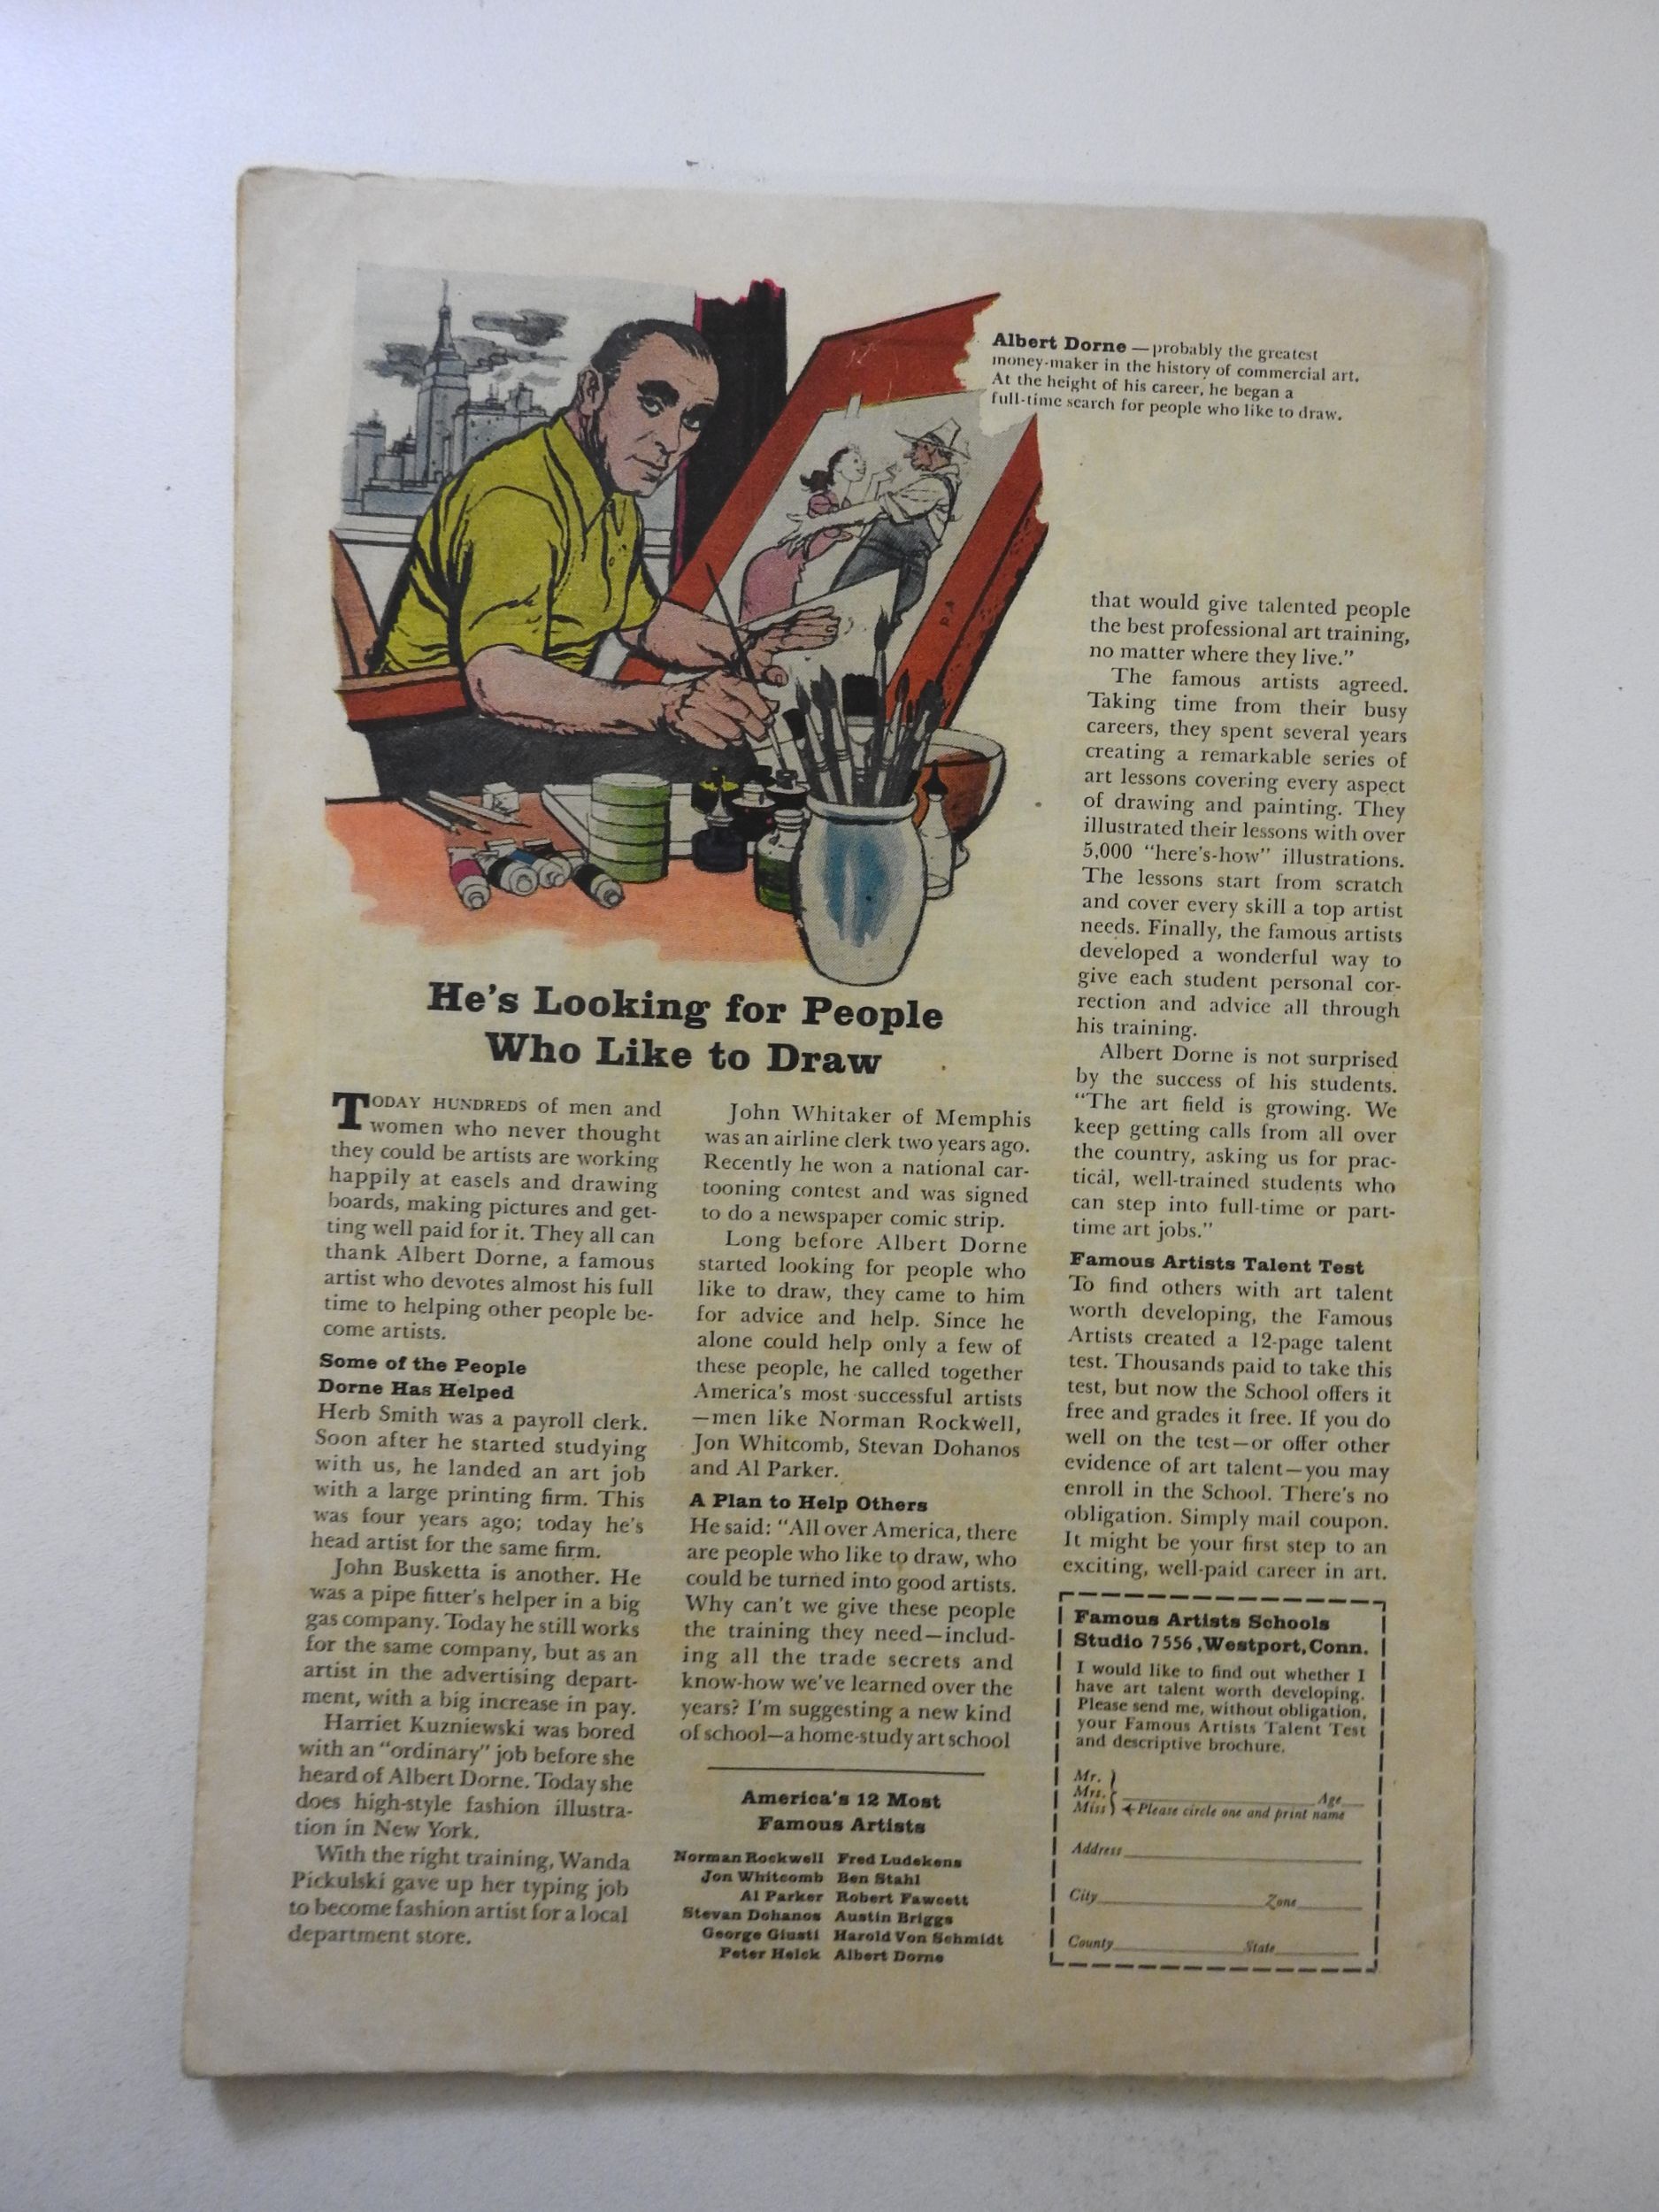 Albert Dorne—probably the greatest
money-maker in the history of commercial art.
At the height of his career, he began a
full-time search for people who like to draw.
He's Looking for People
Who Like to Draw
TODAY HUNDREDS of men and
women who never thought
they could be artists are working
happily at easels and drawing
boards, making pictures and get-
ting well paid for it. They all can
thank Albert Dorne, a famous
artist who devotes almost his full
time to helping other people be-
come artists.
Some of the People
Dorne Has Helped
Herb Smith was a payroll clerk.
Soon after he started studying
with us, he landed an art job
with a large printing firm. This
was four years ago; today he's
head artist for the same firm.
John Busketta is another. He
was a pipe fitter's helper in a big
gas company. Today he still works
for the same company, but as an
artist in the advertising depart-
ment, with a big increase in pay.
Harriet Kuzniewski was bored
with an "ordinary" job before she
heard of Albert Dorne. Today she
does high-style fashion illustra-
tion in New York.
With the right training, Wanda
Pickulski gave up her typing job
to become fashion artist for a local
department store.
John Whitaker of Memphis
was an airline clerk two years ago.
Recently he won a national car-
tooning contest and was signed
to do a newspaper comic strip.
Long before Albert Dorne
started looking for people who
like to draw, they came to him
for advice and help. Since he
alone could help only a few of
these people, he called together
America's most successful artists
—men like Norman Rockwell,
Jon Whitcomb, Stevan Dohanos
and Al Parker.
A Plan to Help Others
He said: "All over America, there
are people who like to draw, who
could be turned into good artists.
Why can't we give these people
the training they need—includ-
ing all the trade secrets and
know-how we've learned over the
years? I'm suggesting a new kind
of school—a home-study art school
America's 12 Most
Famous Artists
Norman Rockwell Fred Ludekens
Jon Whitcomb Ben Stahl
Al Parker Robert Fawcett
Stevan Dohanos Austin Briggs
George Giusti Harold Von Schmidt
Peter Helck Albert Dorne
that would give talented people
the best professional art training,
no matter where they live."
The famous artists agreed.
Taking time from their busy
careers, they spent several years
creating a remarkable series of
art lessons covering every aspect
of drawing and painting. They
illustrated their lessons with over
5,000 "here's-how" illustrations.
The lessons start from scratch
and cover every skill a top artist
needs. Finally, the famous artists
developed a wonderful way to
give each student personal cor-
rection and advice all through
his training.
Albert Dorne is not surprised
by the success of his students.
"The art field is growing. We
keep getting calls from all over
the country, asking us for prac-
tical, well-trained students who
can step into full-time or part-
time art jobs."
Famous Artists Talent Test
To find others with art talent
worth developing, the Famous
Artists created a 12-page talent
test. Thousands paid to take this
test, but now the School offers it
free and grades it free. If you do
well on the test—or offer other
evidence of art talent—you may
enroll in the School. There's no
obligation. Simply mail coupon.
It might be your first step to an
exciting, well-paid career in art.
Famous Artists Schools
Studio 7556, Westport, Conn.
I would like to find out whether I
have art talent worth developing.
Please send me, without obligation,
your Famous Artists Talent Test
and descriptive brochure.
Mr.
Mrs. Age
Miss Please circle one and print name
Address
City Zone
County State